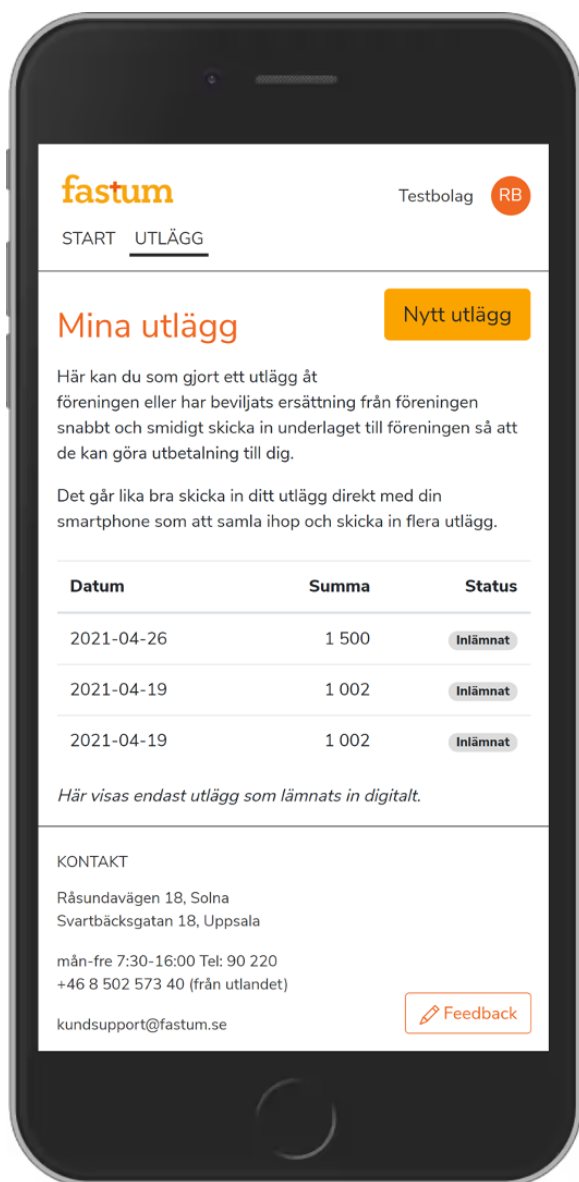 fastum
Testbolag RB
START UTLÄGG
Mina utlägg
Nytt utlägg
Här kan du som gjort ett utlägg åt
föreningen eller har beviljats ersättning från föreningen
snabbt och smidigt skicka in underlaget till föreningen så att
de kan göra utbetalning till dig.
Det går lika bra skicka in ditt utlägg direkt med din
smartphone som att samla ihop och skicka in flera utlägg.
Datum Summa Status
2021-04-26 1 500 Inlämnat
2021-04-19 1 002 Inlämnat
2021-04-19 1 002 Inlämnat
Här visas endast utlägg som lämnats in digitalt.
KONTAKT
Råsundavägen 18, Solna
Svartbäcksgatan 18, Uppsala
mån-fre 7:30-16:00 Tel: 90 220
+46 8 502 573 40 (från utlandet)
kundsupport@fastum.se
Feedback